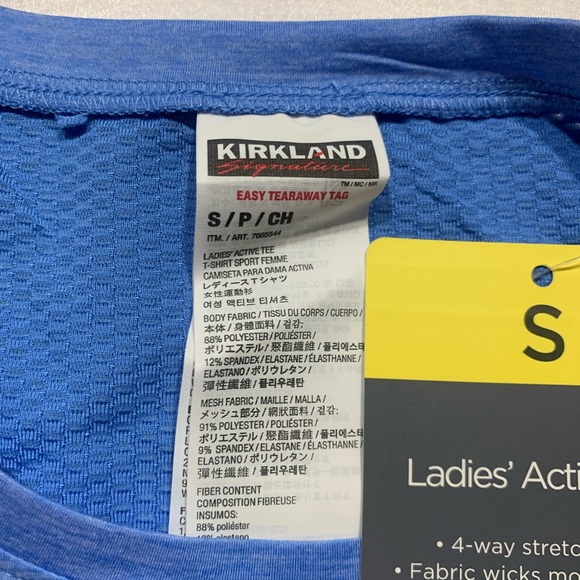 KIRKLAND
Signature
TM/MC/MR
EASY TEARAWAY TAG
S/P/CH
ITM. / ART. 7605544
LADIES' ACTIVE TEE
T-SHIRT SPORT FEMME
CAMISETA PARA DAMA ACTIVA
レディースTシャツ
女性運動衫
여성 액티브 티셔츠
BODY FABRIC / TISSU DU CORPS / CUERPO /
本体 / 身體面料 / 겉감:
88% POLYESTER / POLIÉSTER /
ポリエステル / 聚酯纖維 / 폴리에스테
12% SPANDEX / ELASTANE / ÉLASTHANNE /
ELASTANO / ポリウレタン /
彈性纖維 / 폴리우레탄
MESH FABRIC / MAILLE / MALLA /
メッシュ部分 / 網狀面料 / 겉감:
91% POLYESTER / POLIÉSTER /
ポリエステル / 聚酯纖維 / 폴리에스테
9% SPANDEX / ELASTANE / ÉLASTHANNE
ELASTANO / ポリウレタン /
彈性纖維 / 폴리우레탄
FIBER CONTENT
COMPOSITION FIBREUSE
INSUMOS:
88% poliéster
12% elastano
S
Ladies' Acti
• 4-way stretc
• Fabric wicks mo